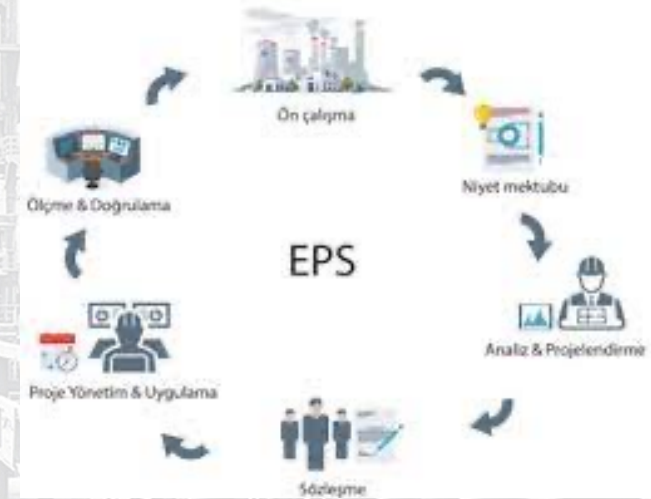 Ön çalışma
Niyet mektubu
Analiz & Projelendirme
Sözleşme
Proje Yönetim & Uygulama
Ölçme & Doğrulama
EPS